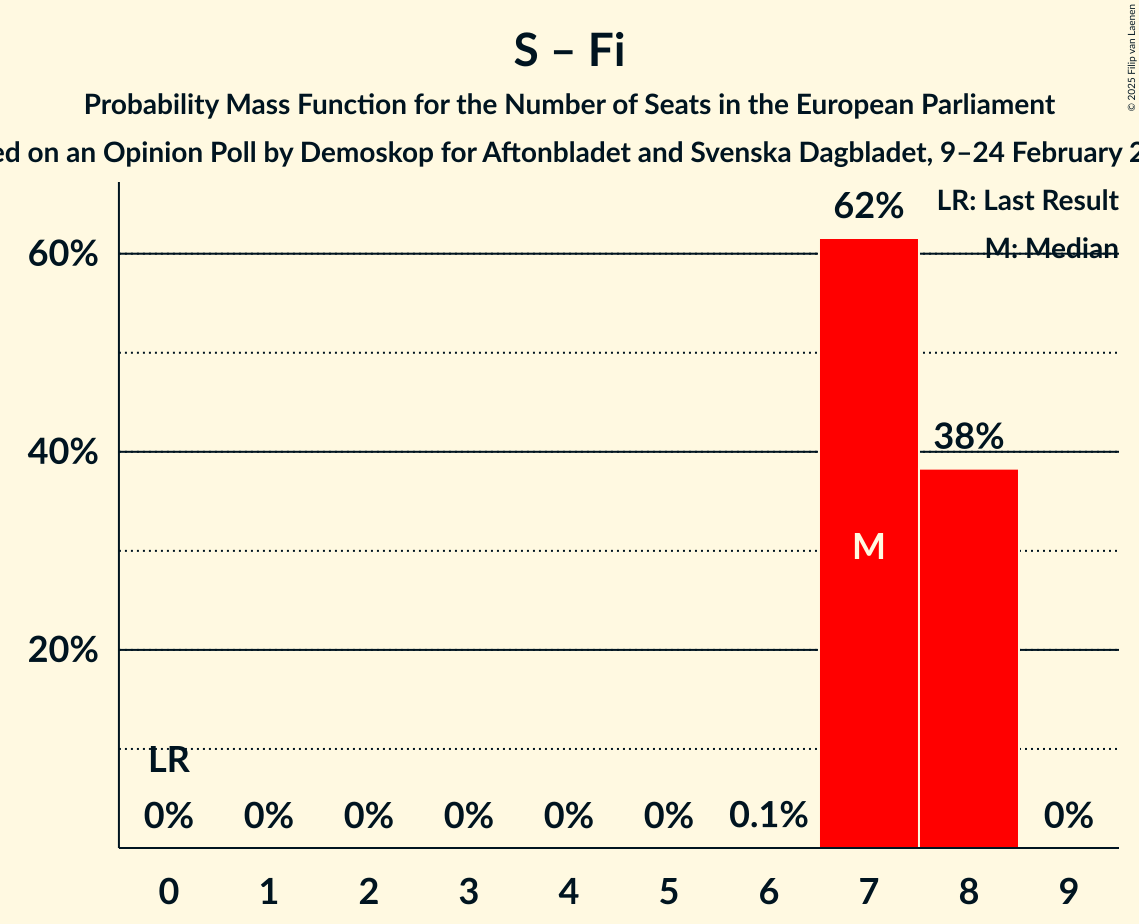 S – Fi
Probability Mass Function for the Number of Seats in the European Parliament
on an Opinion Poll by Demoskop for Aftonbladet and Svenska Dagbladet, 9–24 February
© 2025 Filip van Laenen
LR: Last Result
M: Median
62%
60%
38%
40%
M
20%
LR
0% 0% 0% 0% 0% 0% 0.1% 0%
0 1 2 3 4 5 6 7 8 9